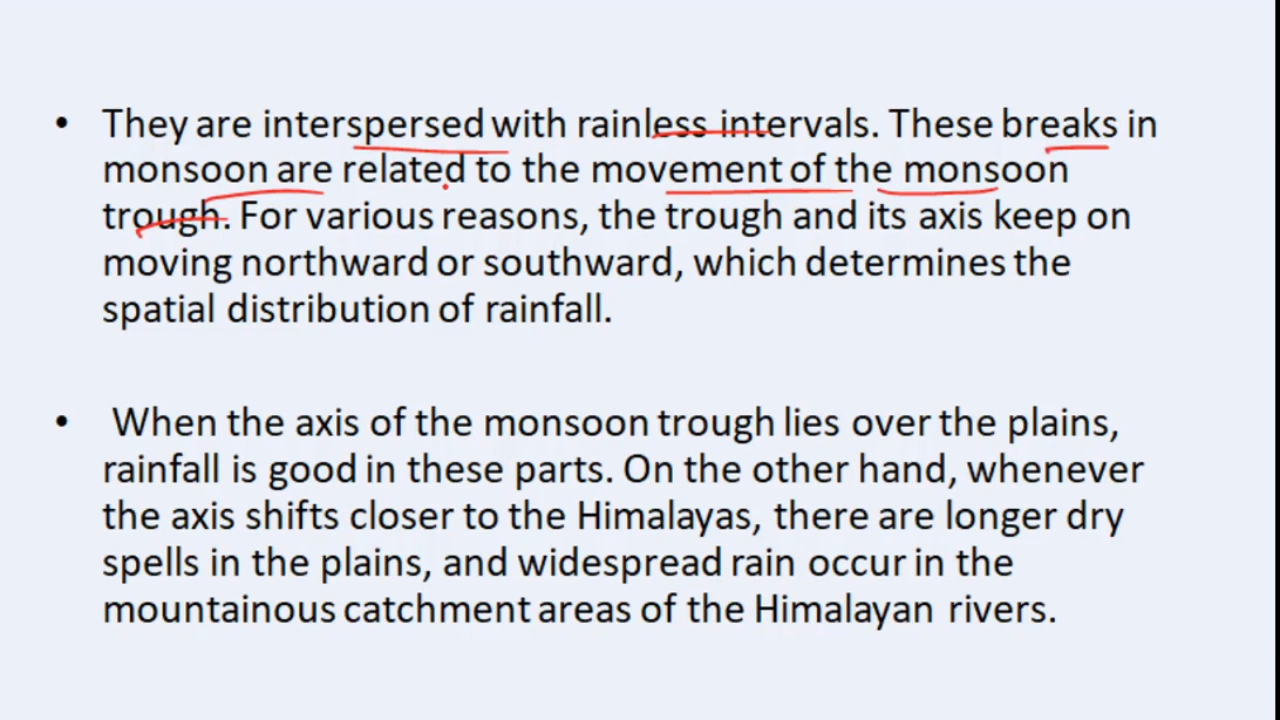 • They are interspersed with rainless intervals. These breaks in
monsoon are related to the movement of the monsoon
trough. For various reasons, the trough and its axis keep on
moving northward or southward, which determines the
spatial distribution of rainfall.
• When the axis of the monsoon trough lies over the plains,
rainfall is good in these parts. On the other hand, whenever
the axis shifts closer to the Himalayas, there are longer dry
spells in the plains, and widespread rain occur in the
mountainous catchment areas of the Himalayan rivers.